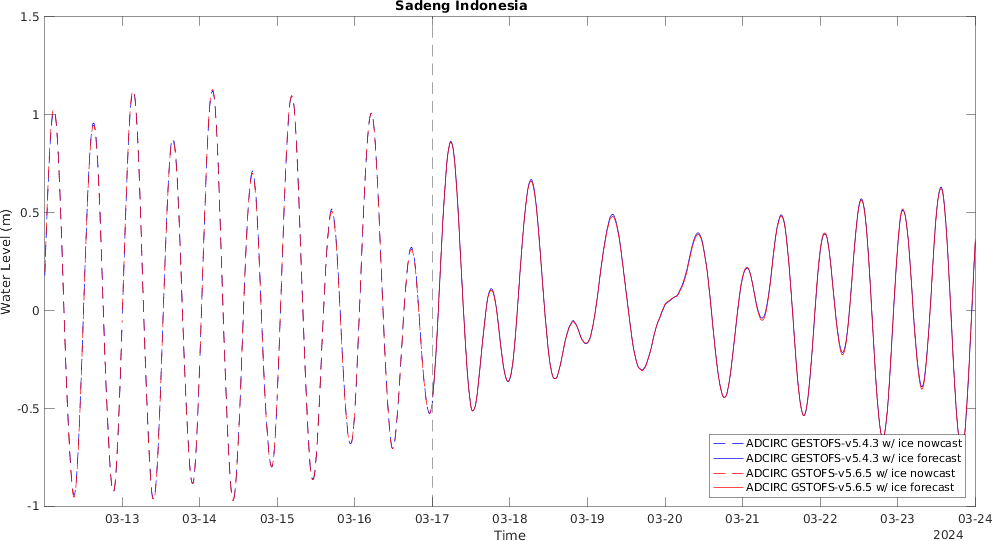 Sadeng Indonesia
1.5
1
0.5
0
-0.5
-1
Water Level (m)
03-13 03-14 03-15 03-16 03-17 03-18 03-19 03-20 03-21 03-22 03-23 03-24
Time
2024
ADCIRC GESTOFS-v5.4.3 w/ ice nowcast
ADCIRC GESTOFS-v5.4.3 w/ ice forecast
ADCIRC GSTOFS-v5.6.5 w/ ice nowcast
ADCIRC GSTOFS-v5.6.5 w/ ice forecast